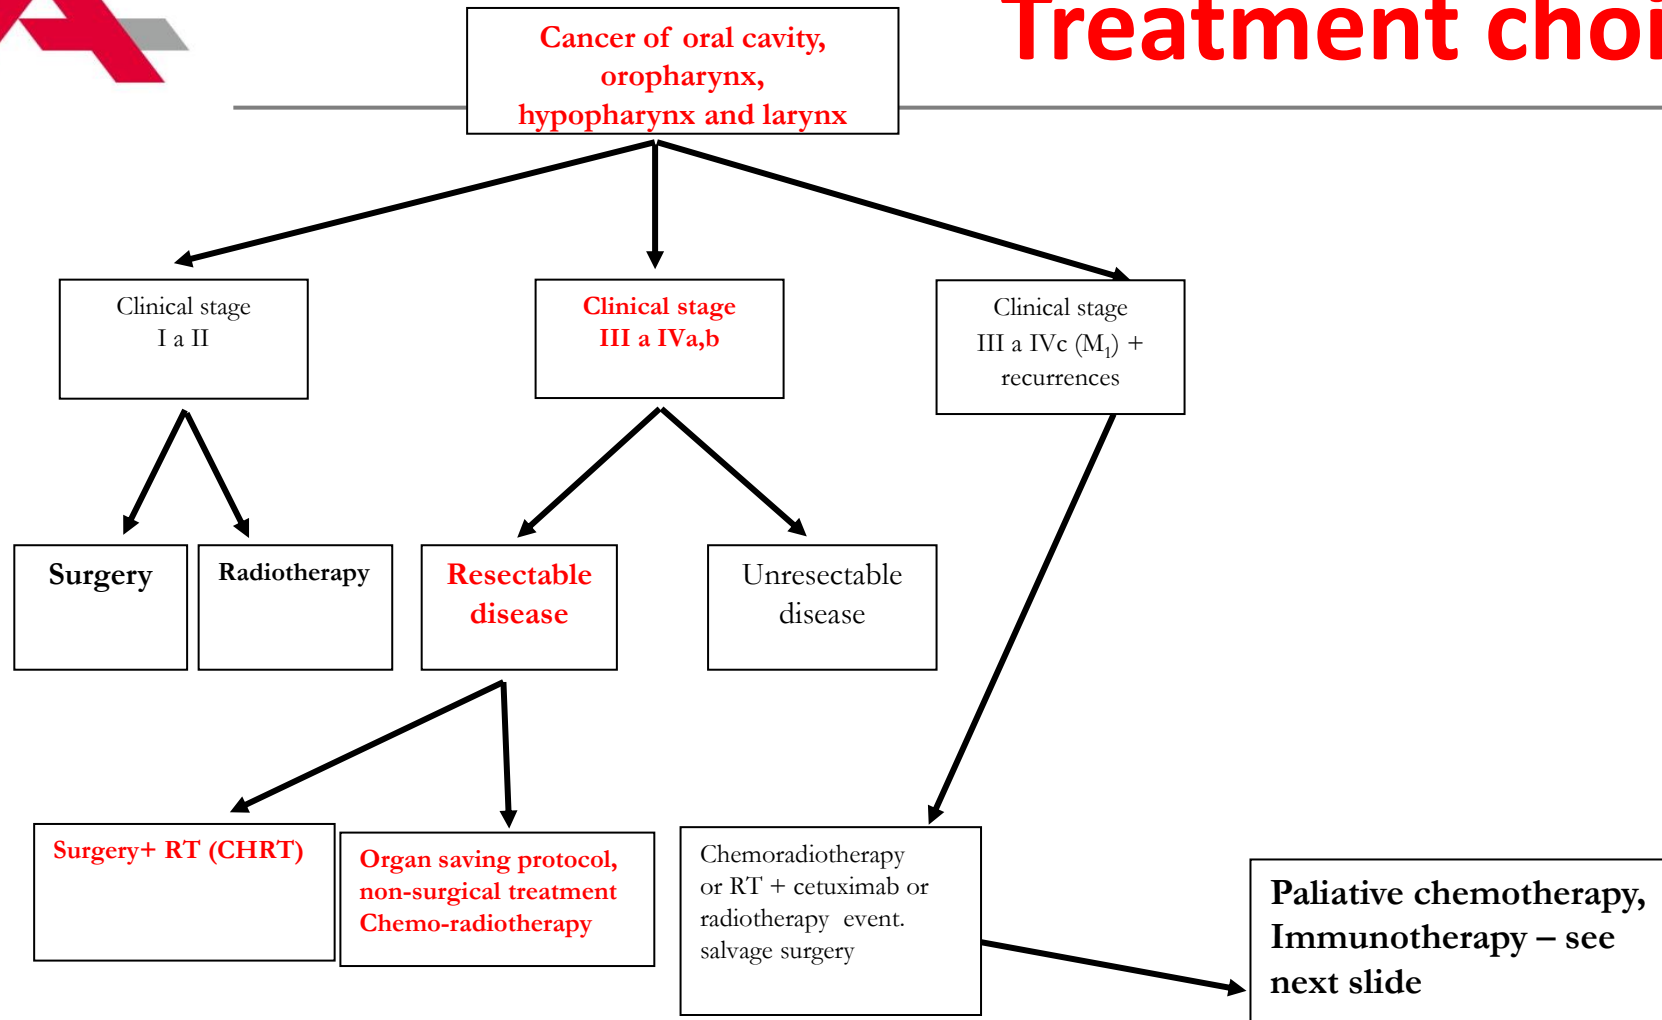 Treatment choi
Cancer of oral cavity,
oropharynx,
hypopharynx and larynx
Clinical stage
I a II
Clinical stage
III a IVa,b
Clinical stage
III a IVc (M₁) +
recurrences
Surgery
Radiotherapy
Resectable
disease
Unresectable
disease
Surgery+ RT (CHRT)
Organ saving protocol,
non-surgical treatment
Chemo-radiotherapy
Chemoradiotherapy
or RT + cetuximab or
radiotherapy event.
salvage surgery
Paliative chemotherapy,
Immunotherapy – see
next slide